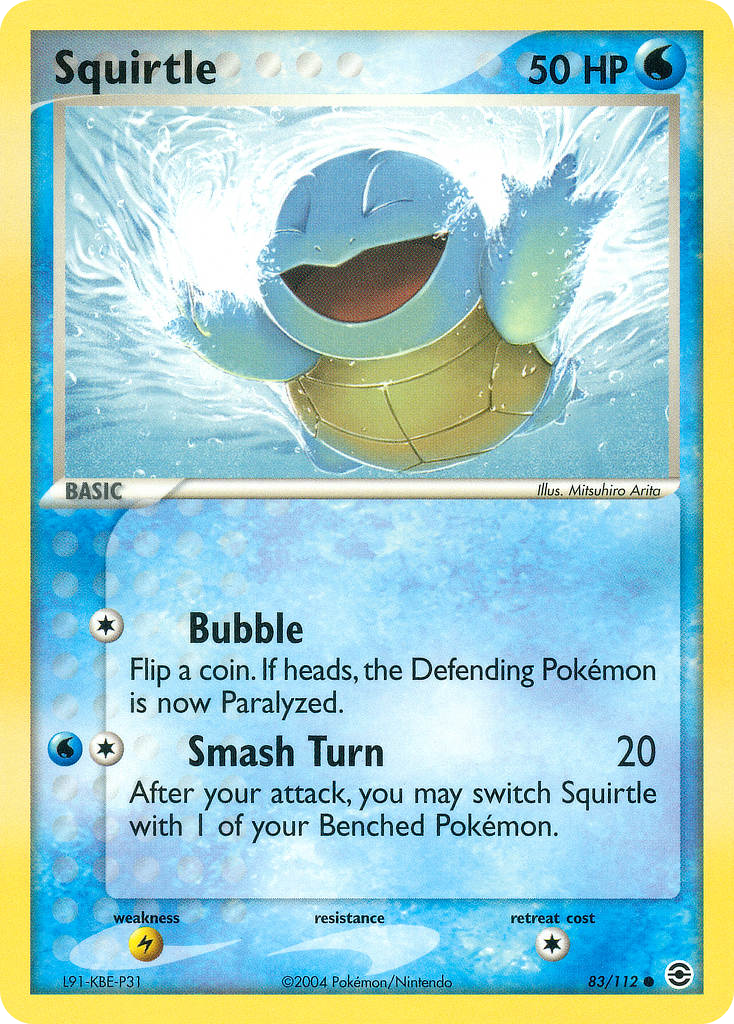 Squirtle
50 HP
BASIC
Illus. Mitsuhiro Arita
Bubble
Flip a coin. If heads, the Defending Pokémon
is now Paralyzed.
Smash Turn 20
After your attack, you may switch Squirtle
with 1 of your Benched Pokémon.
weakness resistance retreat cost
L91-KBE-P31 ©2004 Pokémon/Nintendo 83/112